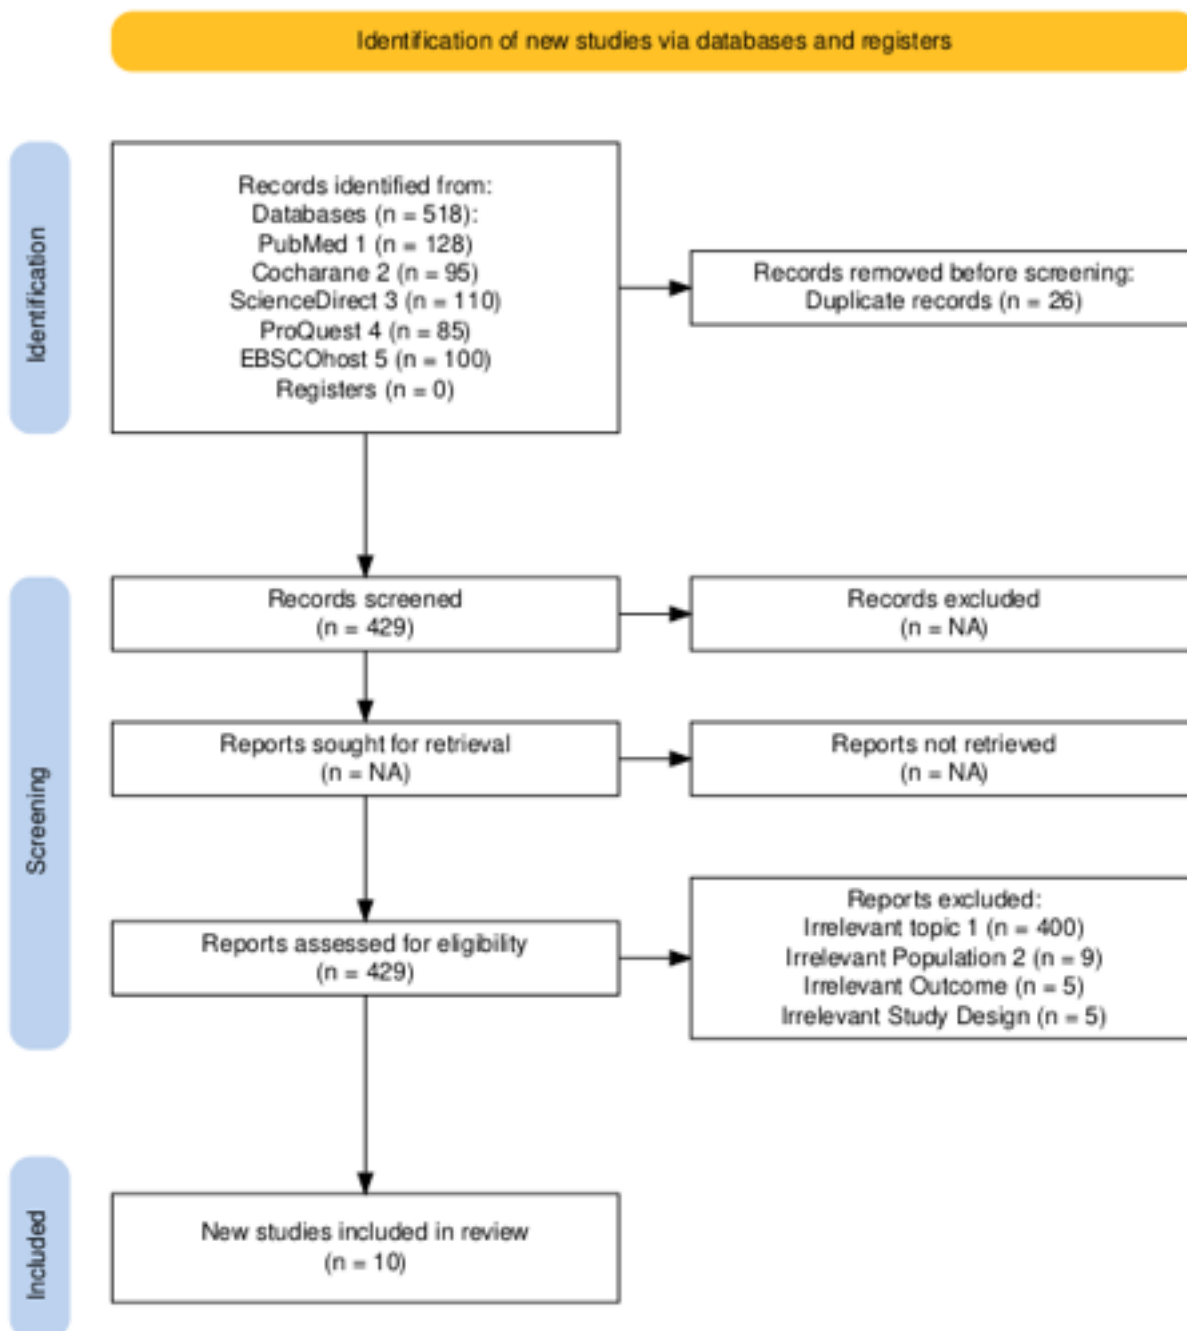 Identification of new studies via databases and registers
Identification
Records identified from:
Databases (n = 518):
PubMed 1 (n = 128)
Cocharane 2 (n = 95)
ScienceDirect 3 (n = 110)
ProQuest 4 (n = 85)
EBSCOhost 5 (n = 100)
Registers (n = 0)
Records removed before screening:
Duplicate records (n = 26)
Screening
Records screened
(n = 429)
Records excluded
(n = NA)
Reports sought for retrieval
(n = NA)
Reports not retrieved
(n = NA)
Reports assessed for eligibility
(n = 429)
Reports excluded:
Irrelevant topic 1 (n = 400)
Irrelevant Population 2 (n = 9)
Irrelevant Outcome (n = 5)
Irrelevant Study Design (n = 5)
Included
New studies included in review
(n = 10)